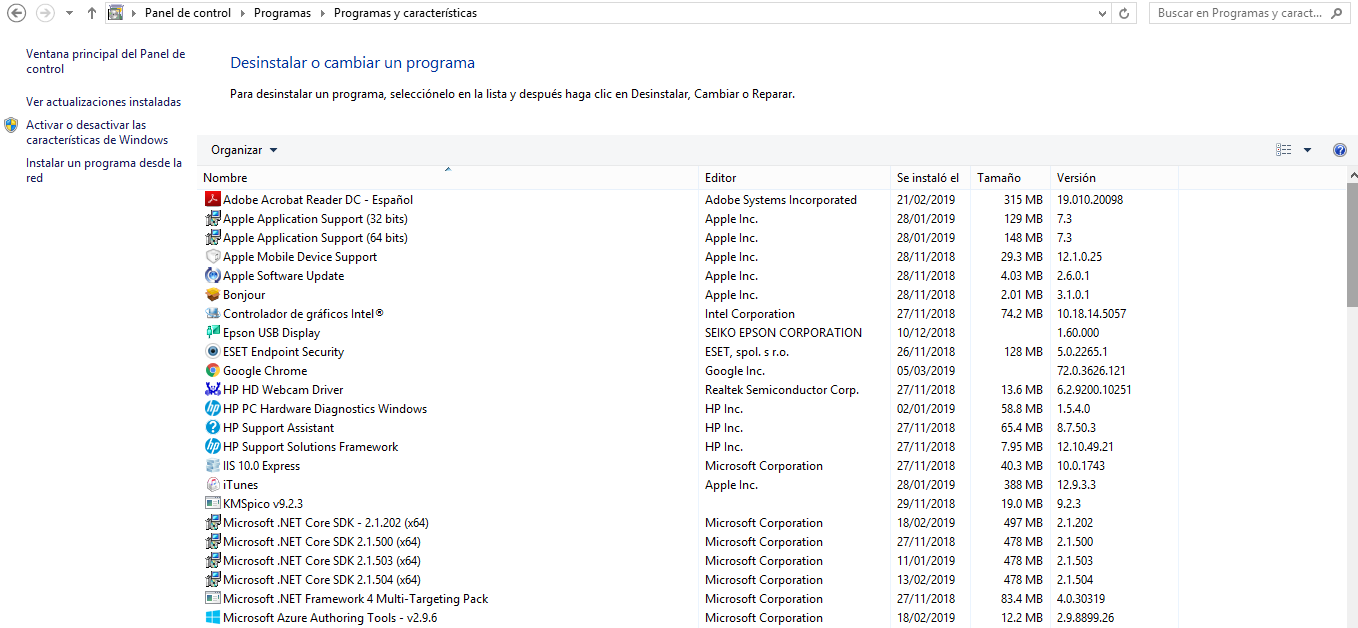 Panel de control Programas Programas y características
Buscar en Programas y caract...
Ventana principal del Panel de
control
Ver actualizaciones instaladas
Activar o desactivar las
características de Windows
Instalar un programa desde la
red
Desinstalar o cambiar un programa
Para desinstalar un programa, selecciónelo en la lista y después haga clic en Desinstalar, Cambiar o Reparar.
Organizar
Nombre Editor Se instaló el Tamaño Versión
Adobe Acrobat Reader DC - Español Adobe Systems Incorporated 21/02/2019 315 MB 19.010.20098
Apple Application Support (32 bits) Apple Inc. 28/01/2019 129 MB 7.3
Apple Application Support (64 bits) Apple Inc. 28/01/2019 148 MB 7.3
Apple Mobile Device Support Apple Inc. 28/11/2018 29.3 MB 12.1.0.25
Apple Software Update Apple Inc. 28/11/2018 4.03 MB 2.6.0.1
Bonjour Apple Inc. 28/11/2018 2.01 MB 3.1.0.1
Controlador de gráficos Intel® Intel Corporation 27/11/2018 74.2 MB 10.18.14.5057
Epson USB Display SEIKO EPSON CORPORATION 10/12/2018 1.60.000
ESET Endpoint Security ESET, spol. s r.o. 26/11/2018 128 MB 5.0.2265.1
Google Chrome Google Inc. 05/03/2019 72.0.3626.121
HP HD Webcam Driver Realtek Semiconductor Corp. 27/11/2018 13.6 MB 6.2.9200.10251
HP PC Hardware Diagnostics Windows HP Inc. 02/01/2019 58.8 MB 1.5.4.0
HP Support Assistant HP Inc. 27/11/2018 65.4 MB 8.7.50.3
HP Support Solutions Framework HP Inc. 27/11/2018 7.95 MB 12.10.49.21
IIS 10.0 Express Microsoft Corporation 27/11/2018 40.3 MB 10.0.1743
iTunes Apple Inc. 28/01/2019 388 MB 12.9.3.3
KMSpico v9.2.3 29/11/2018 19.0 MB 9.2.3
Microsoft .NET Core SDK - 2.1.202 (x64) Microsoft Corporation 18/02/2019 497 MB 2.1.202
Microsoft .NET Core SDK 2.1.500 (x64) Microsoft Corporation 27/11/2018 478 MB 2.1.500
Microsoft .NET Core SDK 2.1.503 (x64) Microsoft Corporation 11/01/2019 478 MB 2.1.503
Microsoft .NET Core SDK 2.1.504 (x64) Microsoft Corporation 13/02/2019 478 MB 2.1.504
Microsoft .NET Framework 4 Multi-Targeting Pack Microsoft Corporation 27/11/2018 83.4 MB 4.0.30319
Microsoft Azure Authoring Tools - v2.9.6 Microsoft Corporation 18/02/2019 12.2 MB 2.9.8899.26